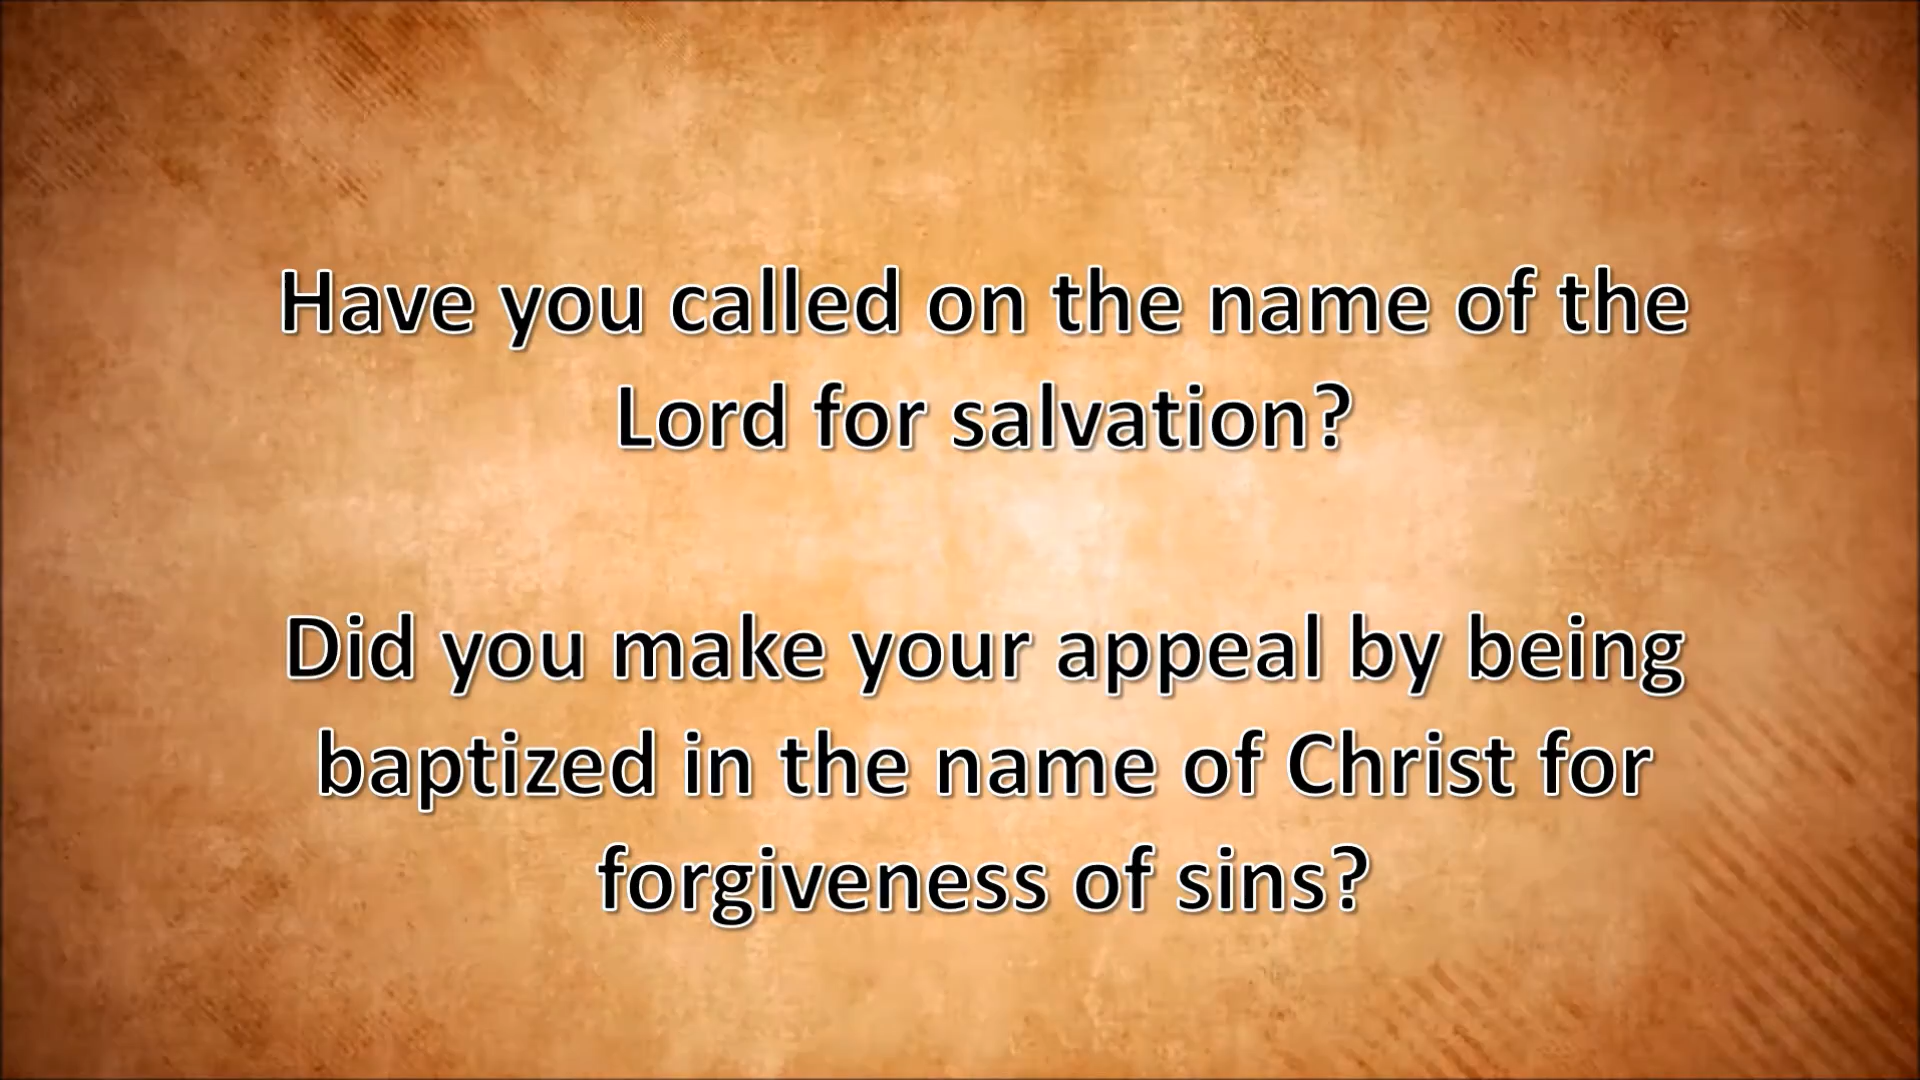 Have you called on the name of the
Lord for salvation?
Did you make your appeal by being
baptized in the name of Christ for
forgiveness of sins?